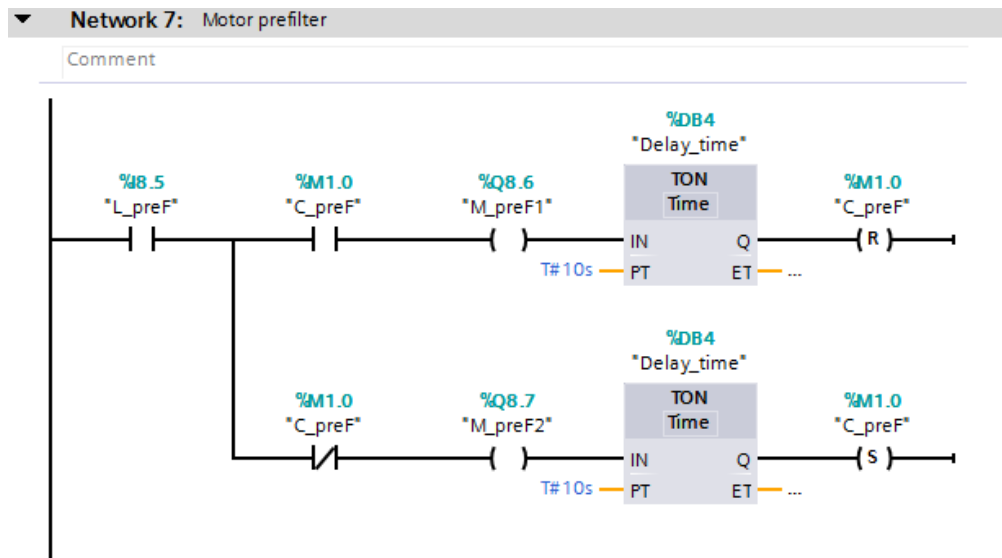 Network 7: Motor prefilter
Comment
%DB4
"Delay_time"
%I8.5 %M1.0 %Q8.6 TON %M1.0
"L_preF" "C_preF" "M_preF1" Time "C_preF"
IN Q R
T#10s PT ET ...
%DB4
"Delay_time"
%M1.0 %Q8.7 TON %M1.0
"C_preF" "M_preF2" Time "C_preF"
IN Q S
T#10s PT ET ...